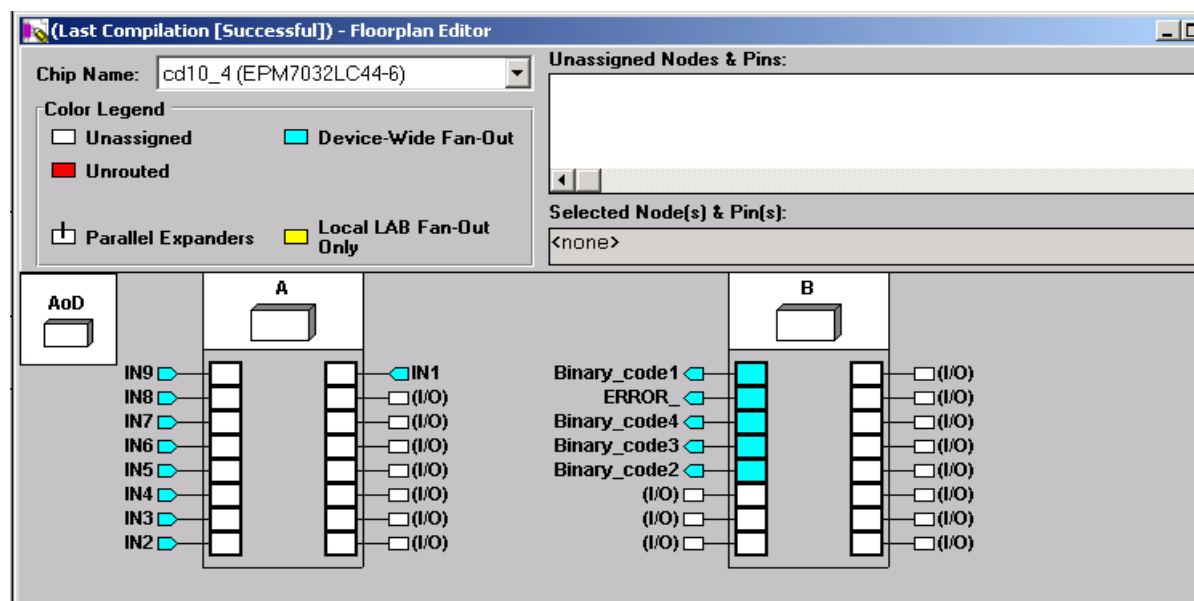 (Last Compilation [Successful]) - Floorplan Editor
Chip Name: cd10_4 (EPM7032LC44-6)
Unassigned Nodes & Pins:
Color Legend
Unassigned
Device-Wide Fan-Out
Unrouted
Parallel Expanders
Local LAB Fan-Out
Only
Selected Node(s) & Pin(s):
<none>
AoD
A
B
IN9 IN1 Binary_code1 (I/O)
IN8 (I/O) ERROR_ (I/O)
IN7 (I/O) Binary_code4 (I/O)
IN6 (I/O) Binary_code3 (I/O)
IN5 (I/O) Binary_code2 (I/O)
IN4 (I/O) (I/O) (I/O)
IN3 (I/O) (I/O) (I/O)
IN2 (I/O) (I/O) (I/O)